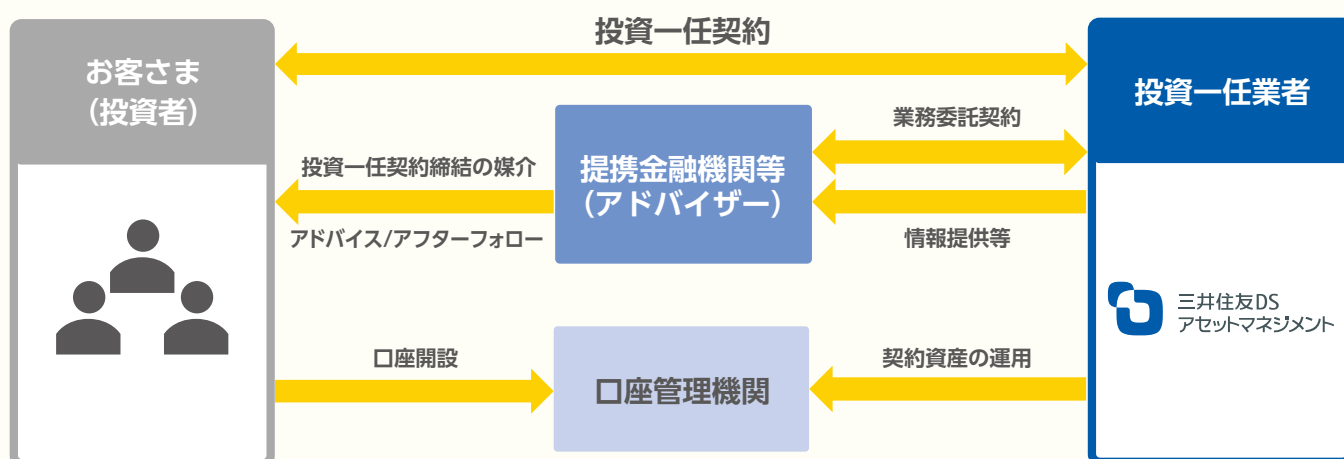 投資一任契約
お客さま
(投資者)
投資一任業者
業務委託契約
投資一任契約締結の媒介
提携金融機関等
(アドバイザー)
アドバイス/アフターフォロー
情報提供等
三井住友DS
アセットマネジメント
口座開設
口座管理機関
契約資産の運用